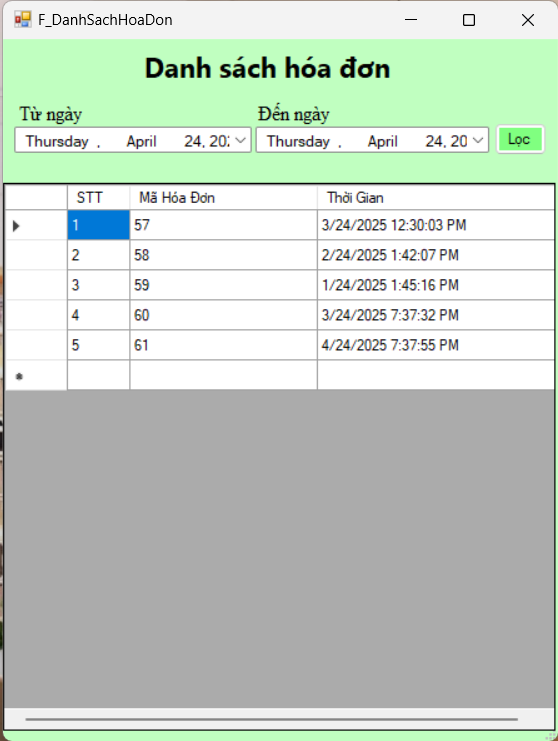 F_DanhSachHoaDon
Danh sách hóa đơn
Từ ngày Đến ngày
Thursday , April 24, 202 Thursday , April 24, 20 Lọc
STT Mã Hóa Đơn Thời Gian
1 57 3/24/2025 12:30:03 PM
2 58 2/24/2025 1:42:07 PM
3 59 1/24/2025 1:45:16 PM
4 60 3/24/2025 7:37:32 PM
5 61 4/24/2025 7:37:55 PM